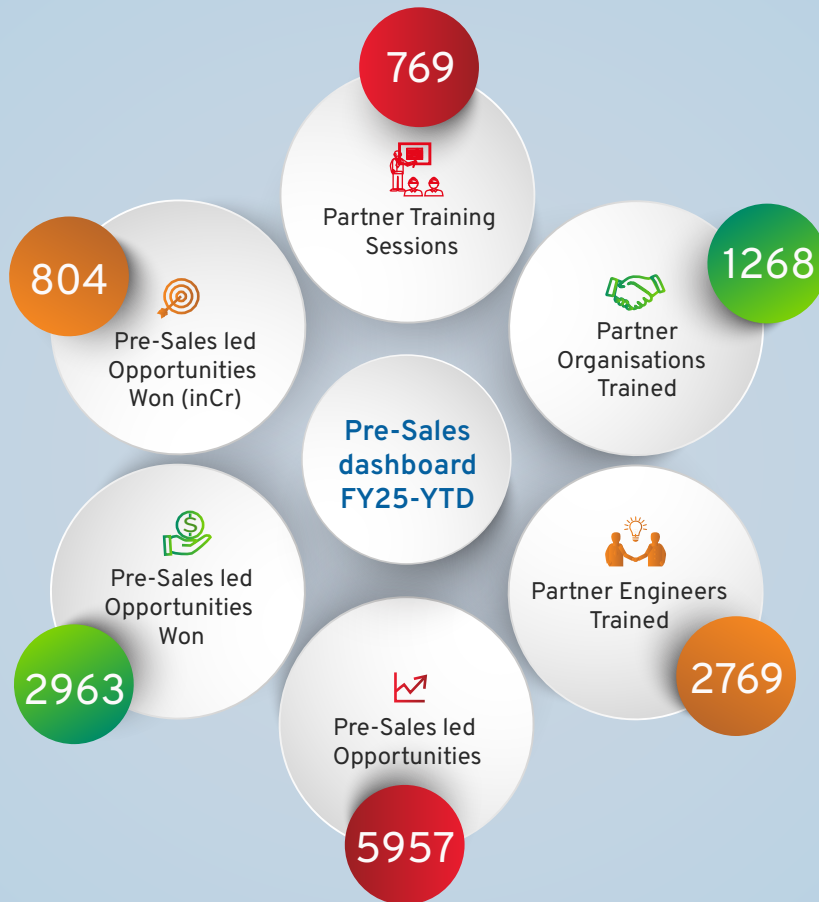 769
Partner Training
Sessions
1268
Partner
Organisations
Trained
Partner Engineers
Trained
2769
Pre-Sales led
Opportunities
5957
Pre-Sales led
Opportunities
Won
2963
804
Pre-Sales led
Opportunities
Won (inCr)
Pre-Sales
dashboard
FY25-YTD